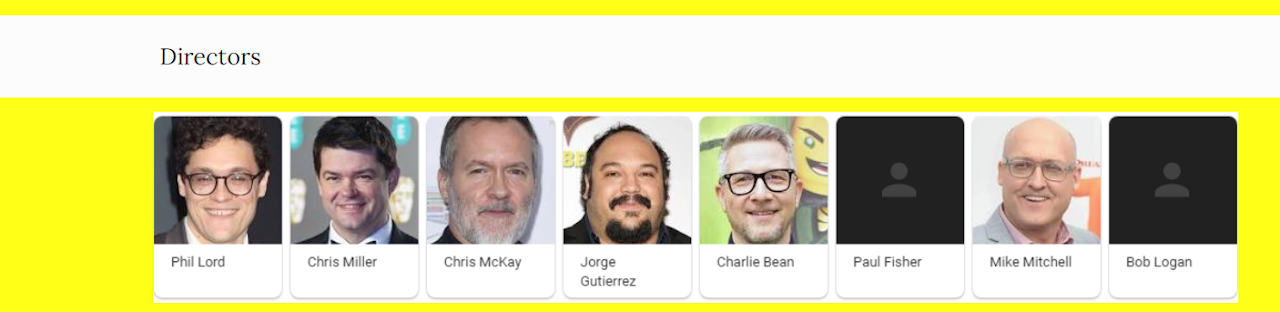 Directors
Phil Lord
Chris Miller
Chris McKay
Jorge
Gutierrez
Charlie Bean
Paul Fisher
Mike Mitchell
Bob Logan